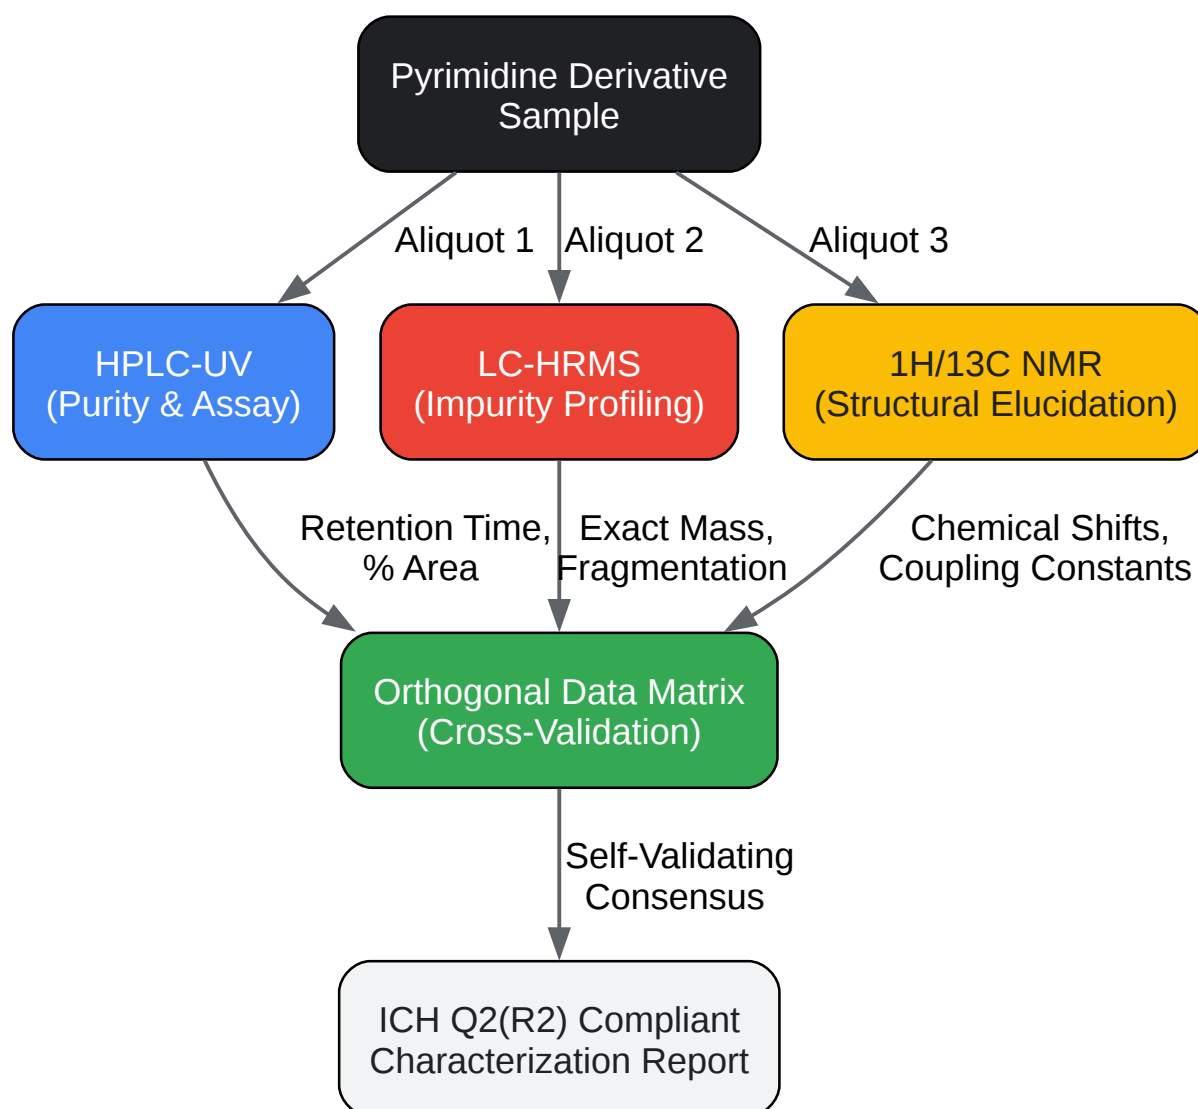 Pyrimidine Derivative
Sample
Aliquot 1
Aliquot 2
Aliquot 3
HPLC-UV
(Purity & Assay)
LC-HRMS
(Impurity Profiling)
1H/13C NMR
(Structural Elucidation)
Retention Time,
% Area
Exact Mass,
Fragmentation
Chemical Shifts,
Coupling Constants
Orthogonal Data Matrix
(Cross-Validation)
Self-Validating
Consensus
ICH Q2(R2) Compliant
Characterization Report